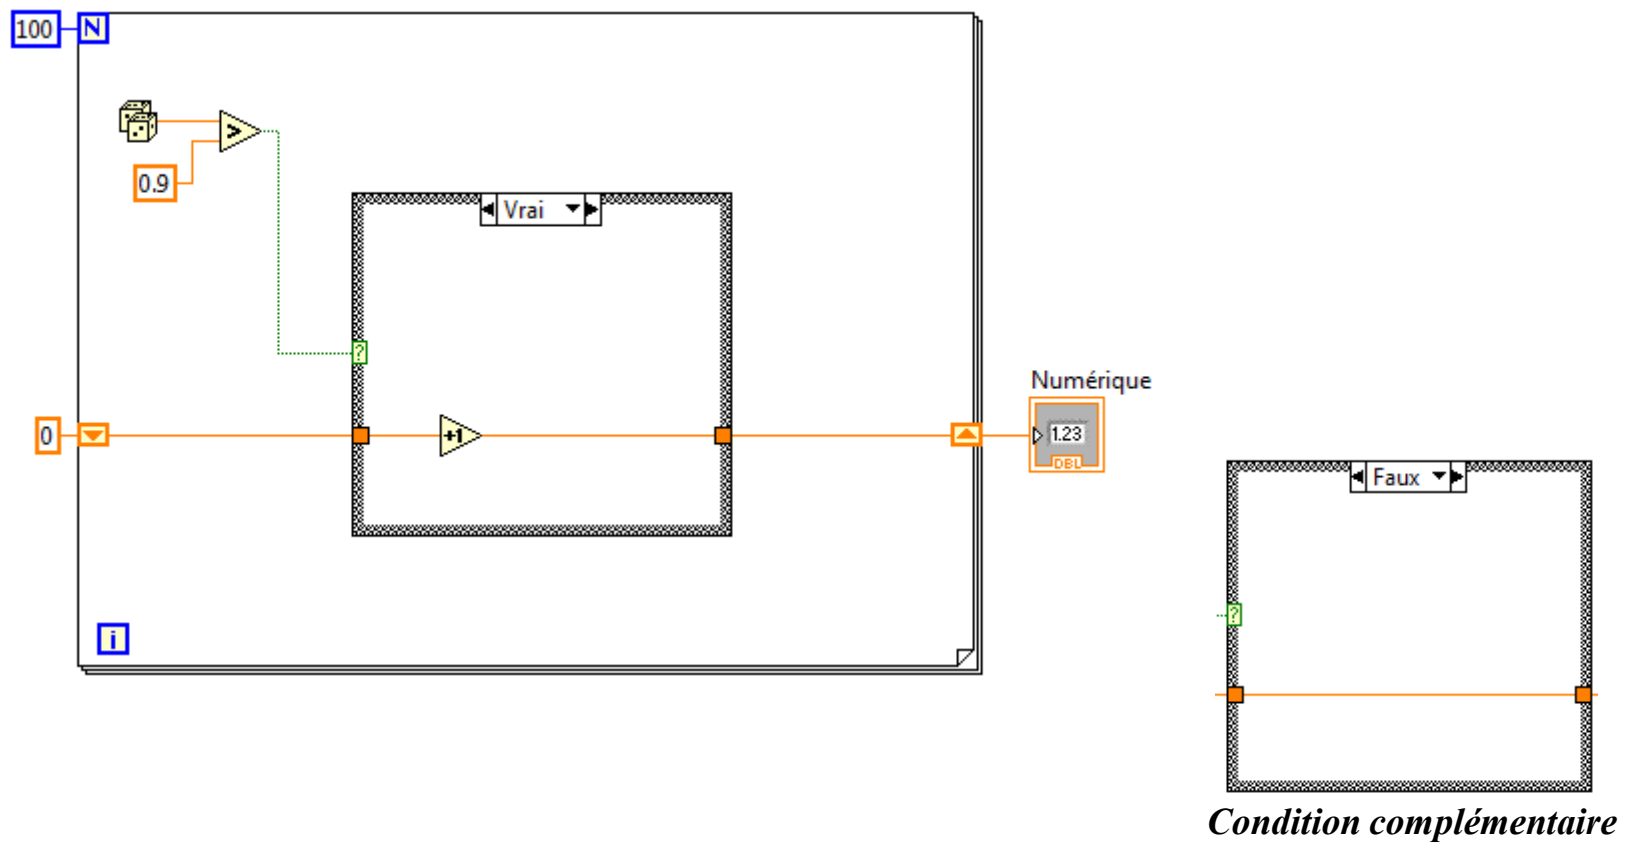 100 N
>
0.9
Vrai
?
0
+1
Numérique
1.23
DBL
i
Faux
?
Condition complémentaire